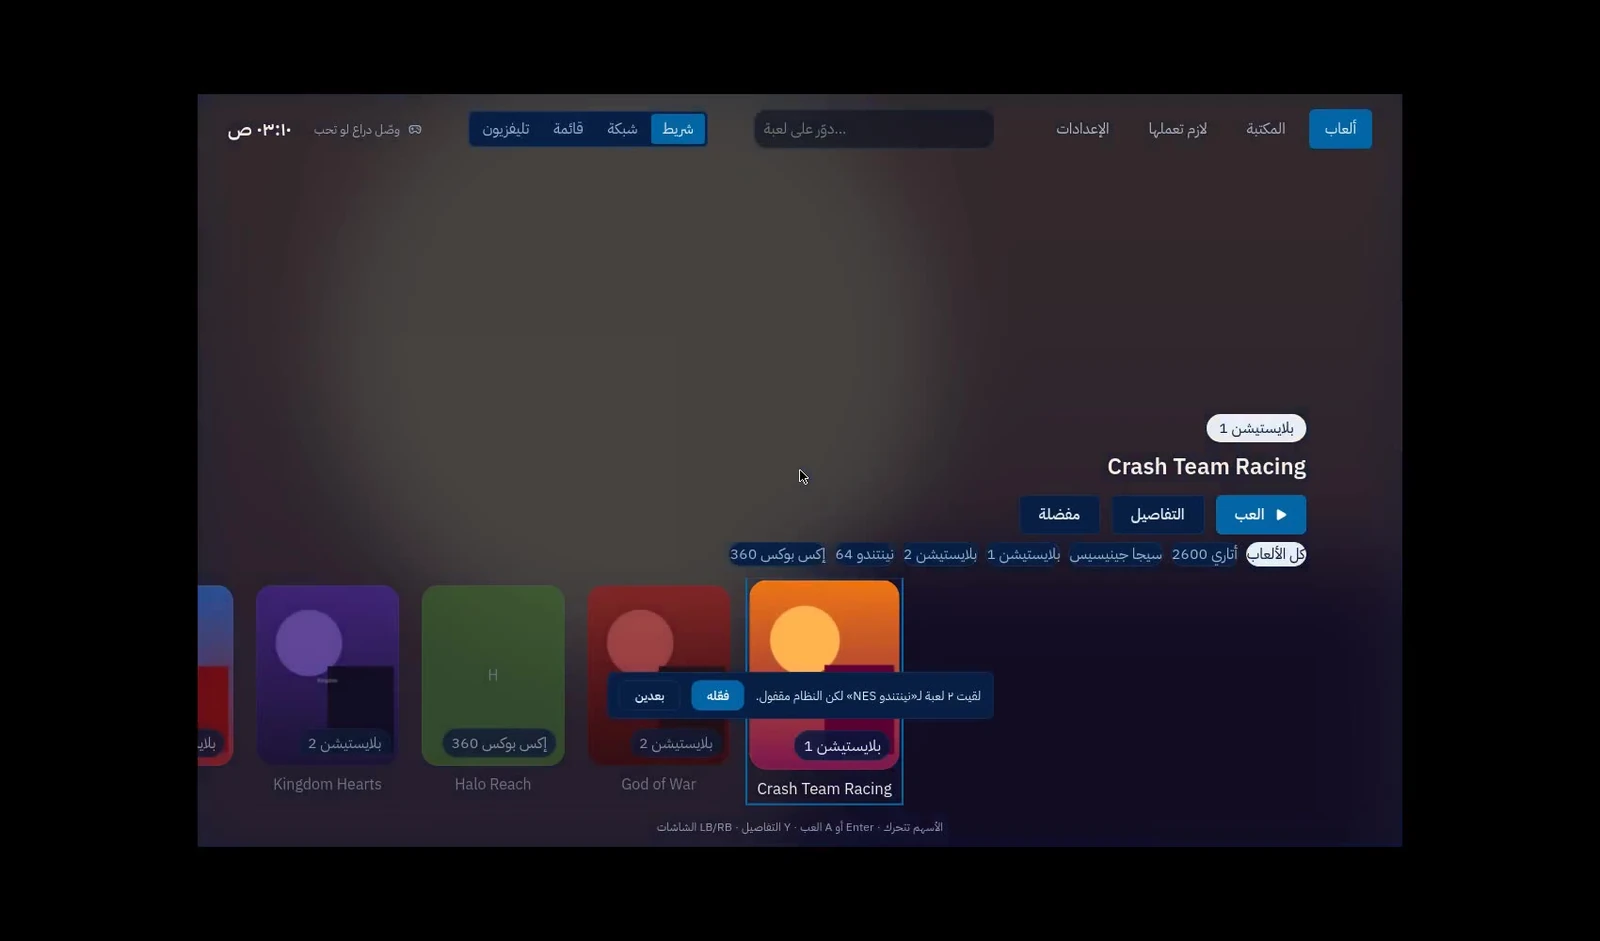 ألعاب
المكتبة
لازم تعملها
الإعدادات
دوّر على لعبة...
شريط
شبكة
قائمة
تليفزيون
وصّل دراع لو تحب
٠٣:١٠ ص
بلايستيشن 1
Crash Team Racing
العب
التفاصيل
مفضلة
كل الألعاب
أتاري 2600
سيجا جينيسيس
بلايستيشن 1
بلايستيشن 2
نينتندو 64
إكس بوكس 360
بلايستيشن 1
Crash Team Racing
بلايستيشن 2
God of War
H
إكس بوكس 360
Halo Reach
بلايستيشن 2
Kingdom Hearts
لقيت ٢ لعبة لـ«نينتندو NES» لكن النظام مقفول.
فعّله
بعدين
الأسهم تتحرك · Enter أو A العب · Y التفاصيل · LB/RB الشاشات